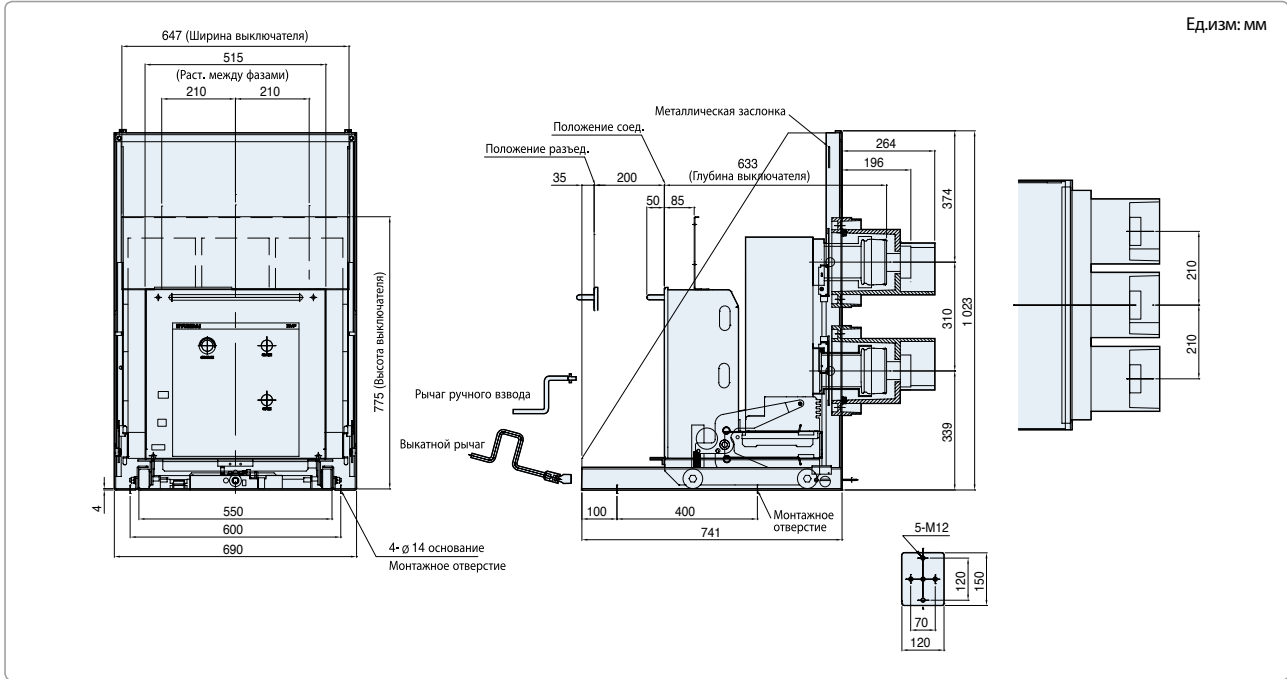 Ед.изм: мм
647 (Ширина выключателя)
515
(Раст. между фазами)
210
210
775 (Высота выключателя)
HYUNDAI
4
550
600
690
4- ø 14 основание
Монтажное отверстие
Металлическая заслонка
Положение соед.
Положение разъед.
35
200
633
(Глубина выключателя)
50
85
264
196
374
310
339
1 023
Рычаг ручного взвода
Выкатной рычаг
100
400
741
Монтажное
отверстие
210
210
5-M12
120
150
70
120